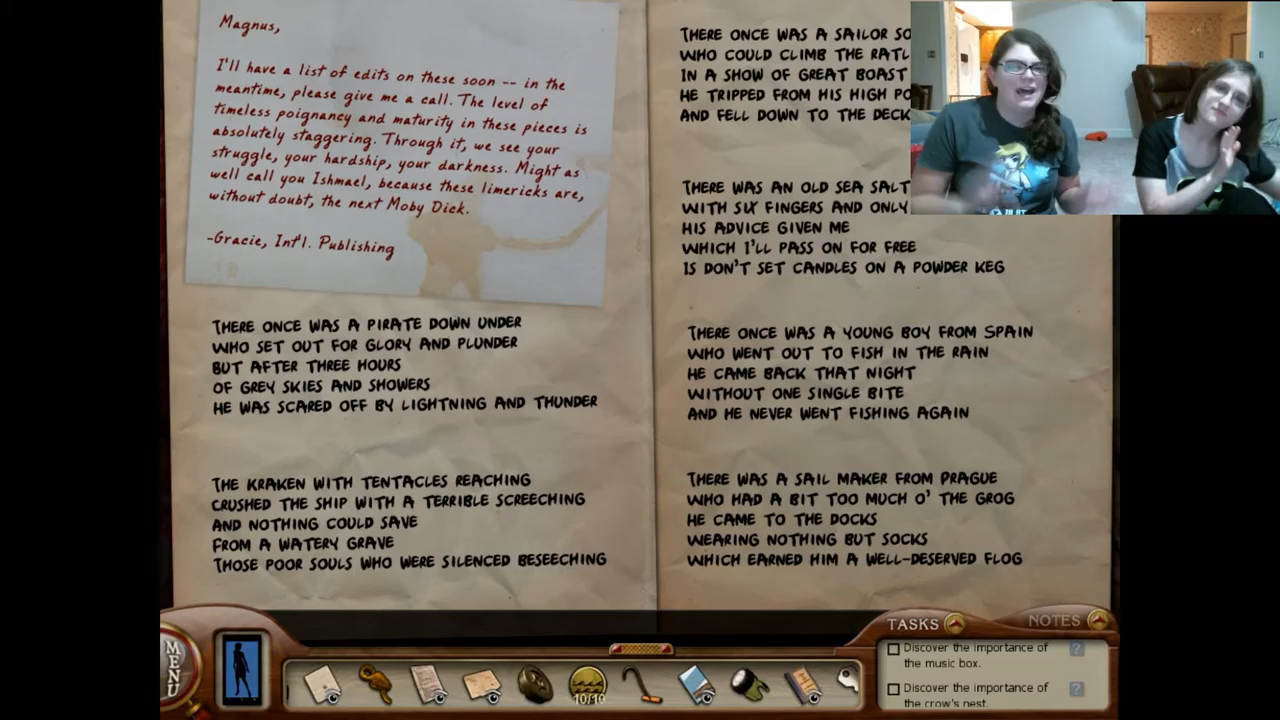 Magnus,
I'll have a list of edits on these soon -- in the
meantime, please give me a call. The level of
timeless poignancy and maturity in these pieces is
absolutely staggering. Through it, we see your
struggle, your hardship, your darkness. Might as
well call you Ishmael, because these limericks are,
without doubt, the next Moby Dick.
-Gracie, Int'l. Publishing
THERE ONCE WAS A PIRATE DOWN UNDER
WHO SET OUT FOR GLORY AND PLUNDER
BUT AFTER THREE HOURS
OF GREY SKIES AND SHOWERS
HE WAS SCARED OFF BY LIGHTNING AND THUNDER
THE KRAKEN WITH TENTACLES REACHING
CRUSHED THE SHIP WITH A TERRIBLE SCREECHING
AND NOTHING COULD SAVE
FROM A WATERY GRAVE
THOSE POOR SOULS WHO WERE SILENCED BESEECHING
THERE ONCE WAS A SAILOR SO
WHO COULD CLIMB THE
IN A SHOW OF GREAT BOAST
HE TRIPPED FROM HIS HIGH
AND FELL DOWN TO THE DECK
THERE WAS AN OLD SEA SALT
WITH SIX FINGERS AND ONLY
HIS ADVICE GIVEN ME
WHICH I'LL PASS ON FOR FREE
IS DON'T SET CANDLES ON A POWDER KEG
THERE ONCE WAS A YOUNG BOY FROM SPAIN
WHO WENT OUT TO FISH IN THE RAIN
HE CAME BACK THAT NIGHT
WITHOUT ONE SINGLE BITE
AND HE NEVER WENT FISHING AGAIN
THERE WAS A SAIL MAKER FROM PRAGUE
WHO HAD A BIT TOO MUCH O' THE GROG
HE CAME TO THE DOCKS
WEARING NOTHING BUT SOCKS
WHICH EARNED HIM A WELL-DESERVED FLOG
MENU
10/10
TASKS
NOTES
Discover the importance of
the music box.
?
Discover the importance of
the crow's nest.
?